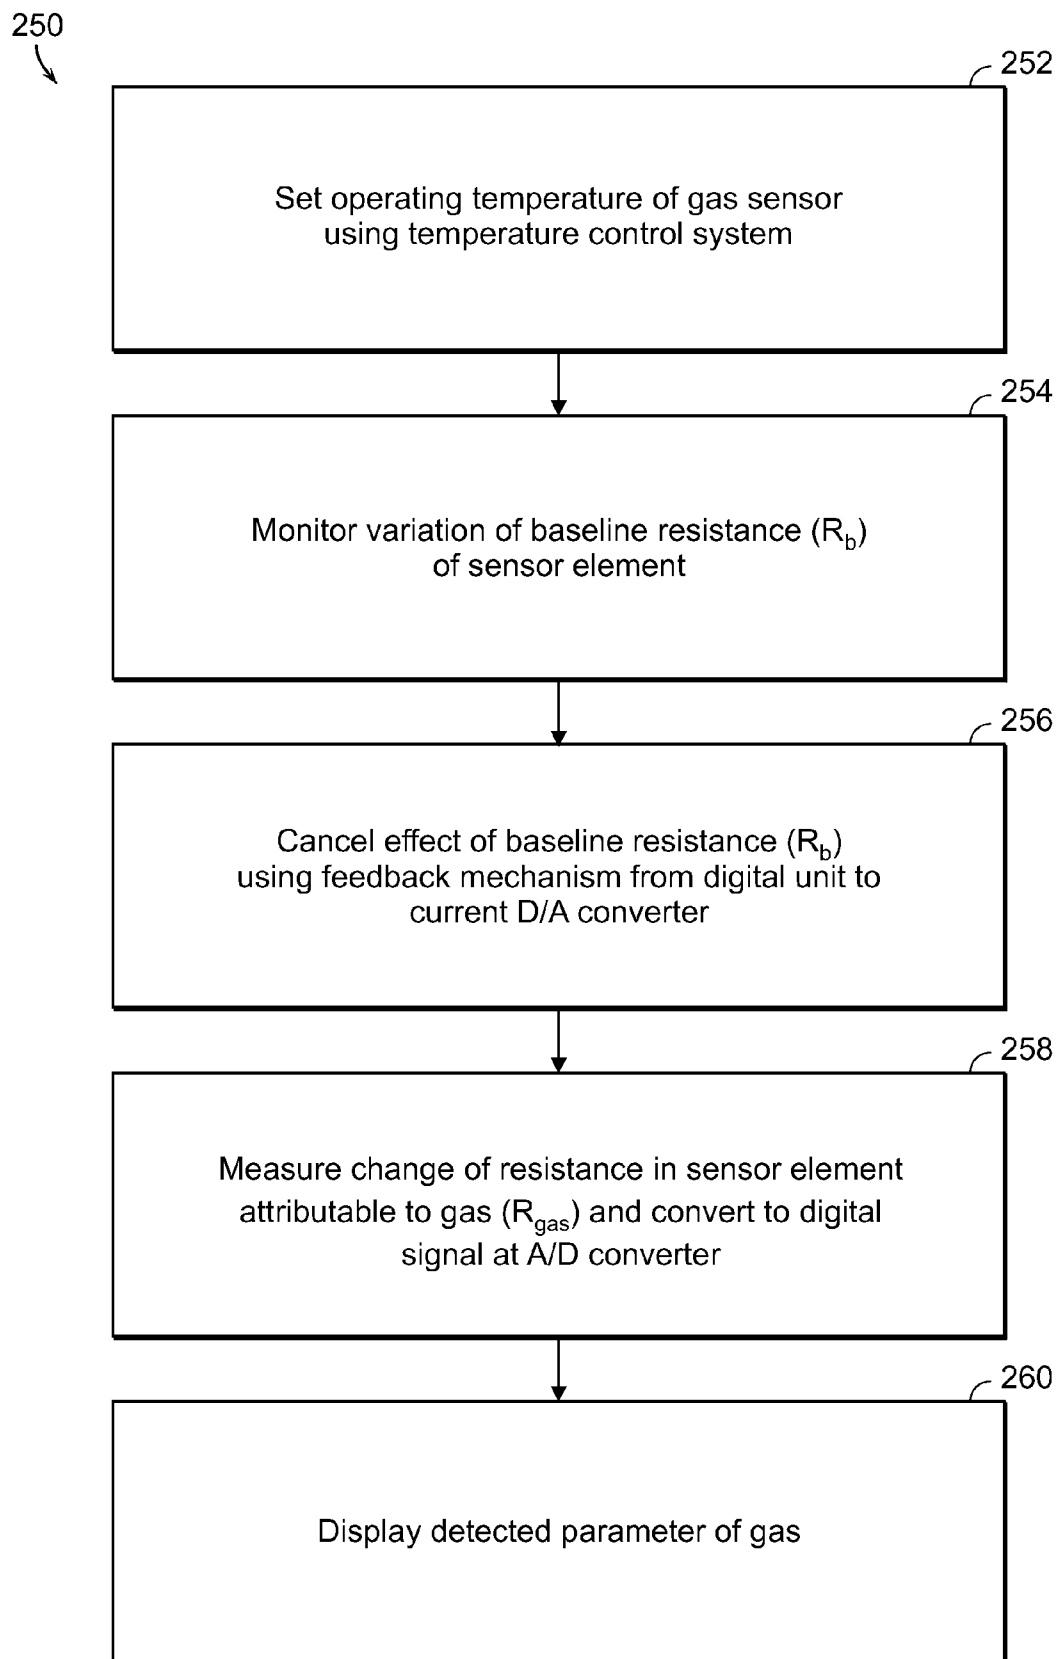 250
252
Set operating temperature of gas sensor
using temperature control system
254
Monitor variation of baseline resistance (Rb)
of sensor element
256
Cancel effect of baseline resistance (Rb)
using feedback mechanism from digital unit to
current D/A converter
258
Measure change of resistance in sensor element
attributable to gas (Rgas) and convert to digital
signal at A/D converter
260
Display detected parameter of gas